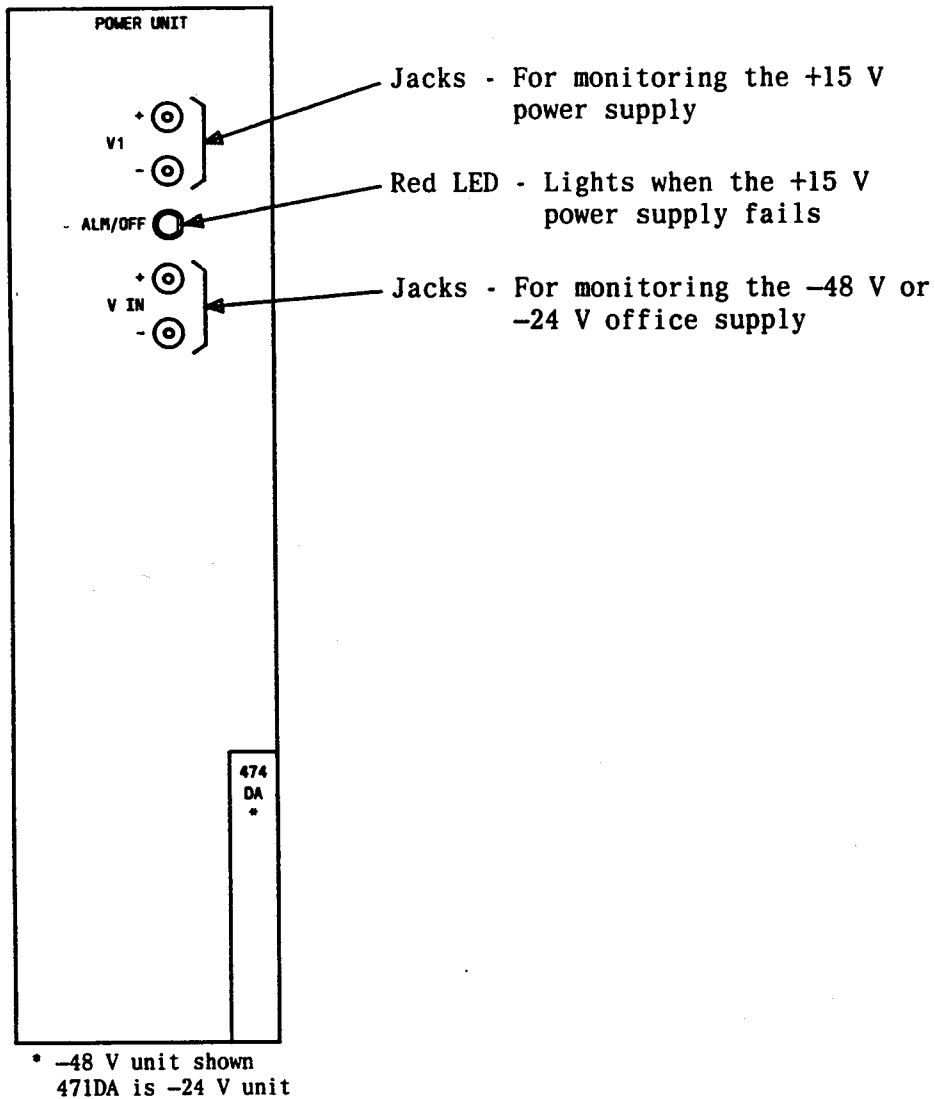 POWER UNIT
Jacks - For monitoring the +15 V
power supply
+
V1
-
Red LED - Lights when the +15 V
power supply fails
ALM/OFF
+
V IN
-
Jacks - For monitoring the –48 V or
–24 V office supply
474
DA
*
* –48 V unit shown
471DA is –24 V unit